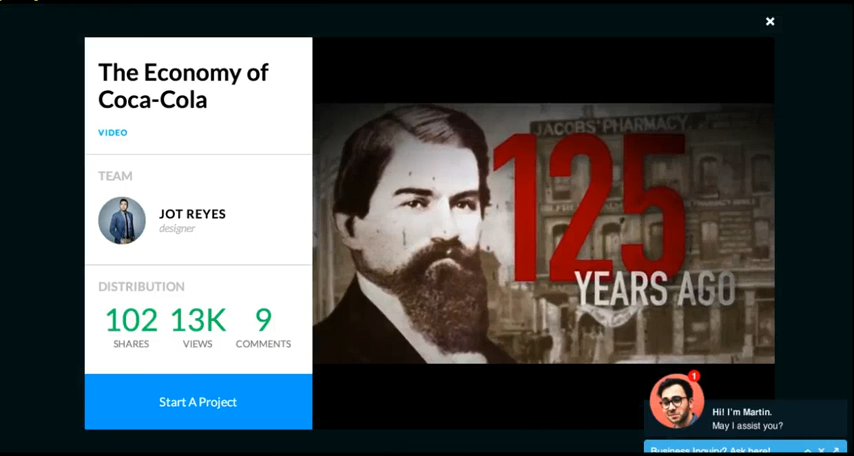 The Economy of
Coca-Cola
VIDEO
TEAM
JOT REYES
designer
DISTRIBUTION
102 13K 9
SHARES VIEWS COMMENTS
Start A Project
JACOBS' PHARMACY
125
YEARS AGO
1
Hi! I'm Martin.
May I assist you?
Business Inquiry? Ask here!